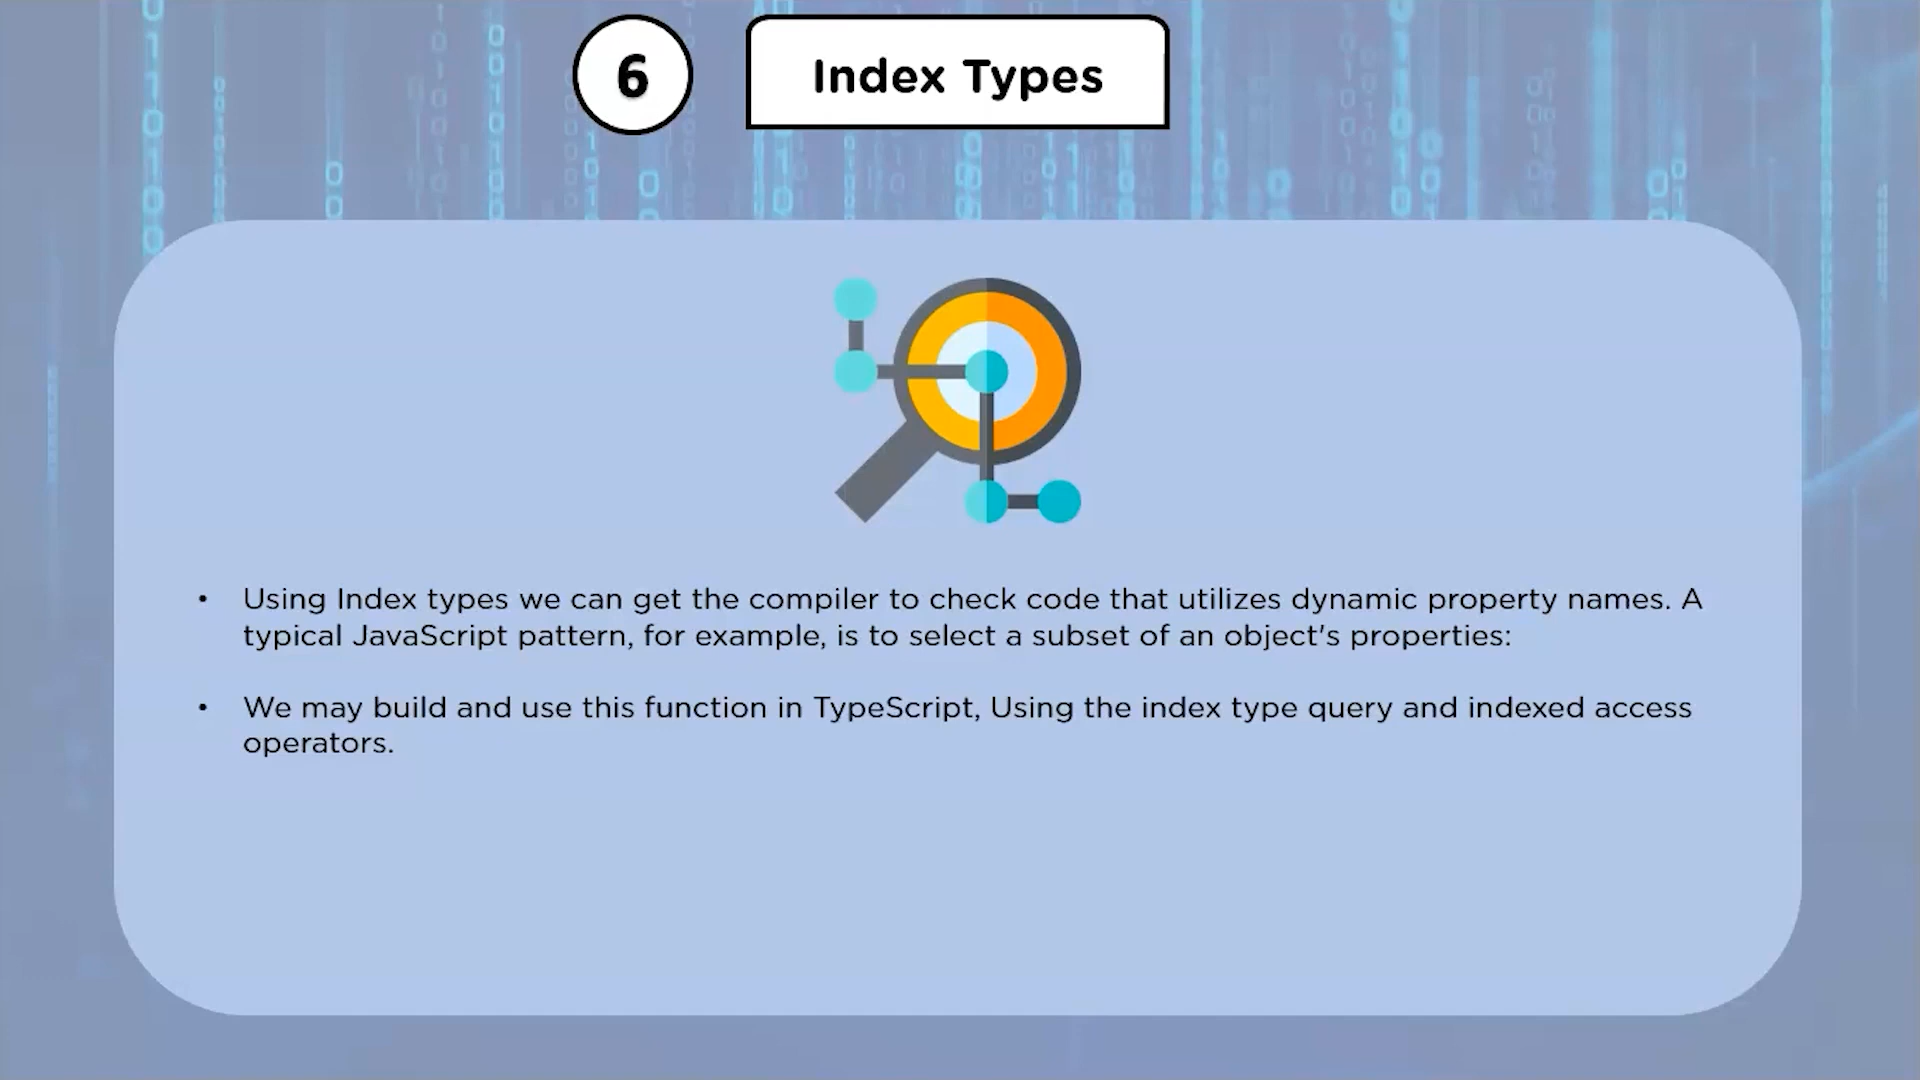 6
Index Types
• Using Index types we can get the compiler to check code that utilizes dynamic property names. A
typical JavaScript pattern, for example, is to select a subset of an object's properties:
• We may build and use this function in TypeScript, Using the index type query and indexed access
operators.